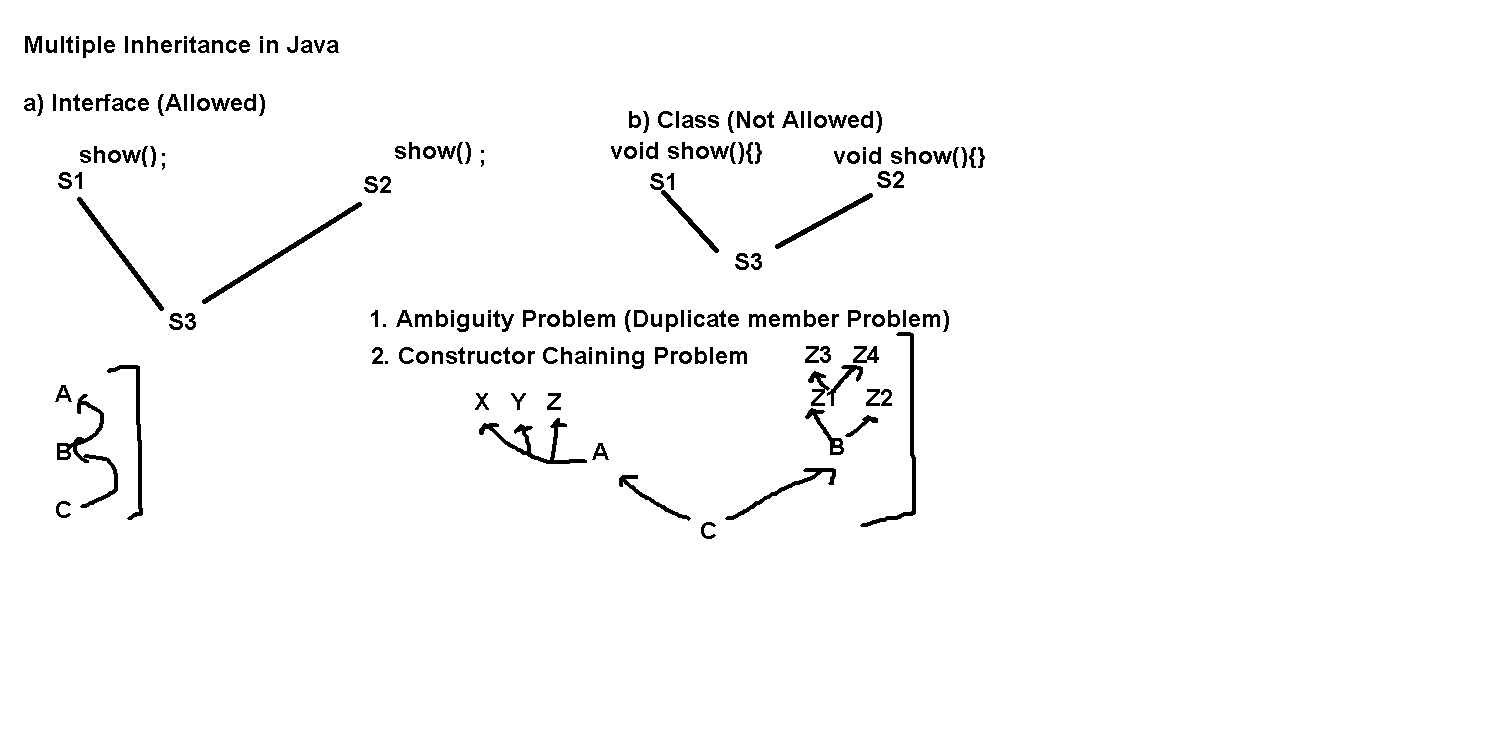 Multiple Inheritance in Java
a) Interface (Allowed)
show();
show() ;
S1
S2
S3
b) Class (Not Allowed)
void show(){}
void show(){}
S1
S2
S3
1. Ambiguity Problem (Duplicate member Problem)
2. Constructor Chaining Problem
A
B
C
X Y Z
A
Z3 Z4
Z1 Z2
B
C